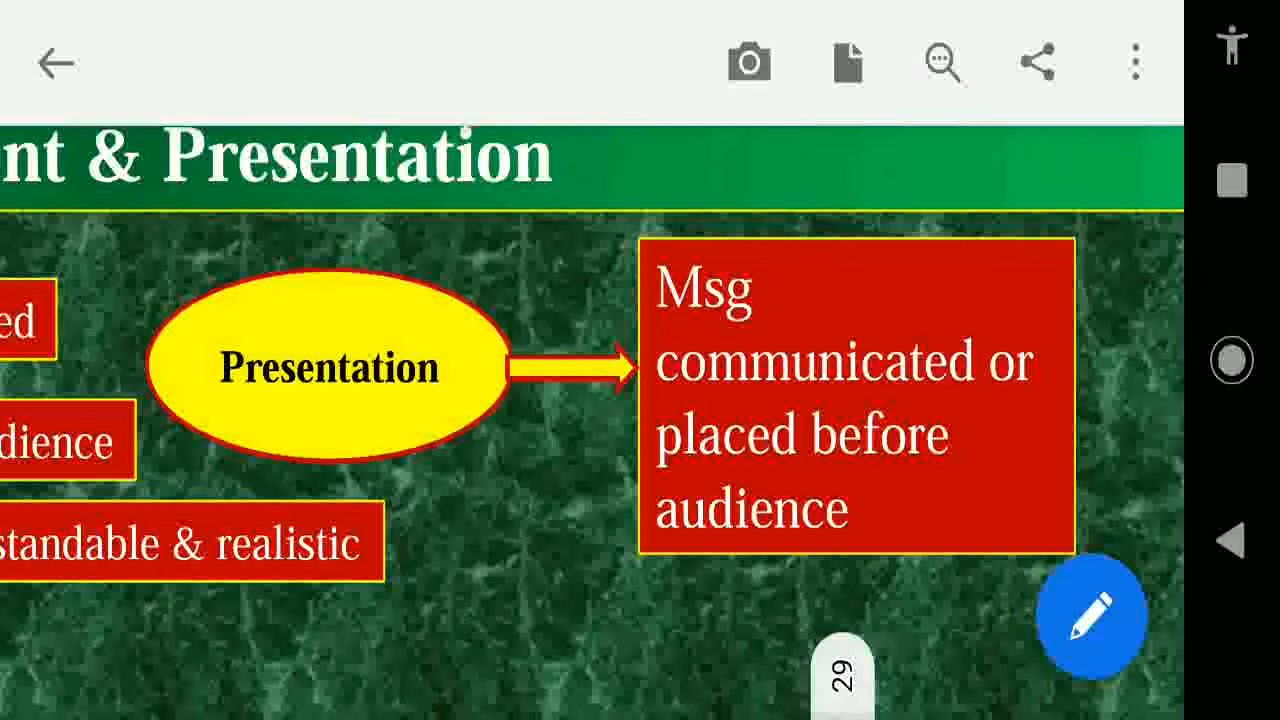 nt & Presentation
ed
dience
standable & realistic
Presentation
Msg
communicated or
placed before
audience
29